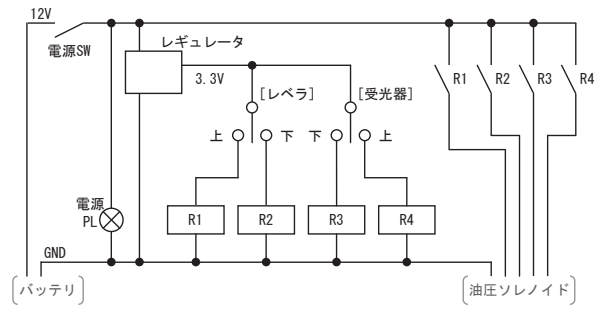 12V
電源SW
レギュレータ
3.3V
[レベラ]
[受光器]
R1
R2
R3
R4
上
下
下
上
電源
PL
R1
R2
R3
R4
GND
[バッテリ]
[油圧ソレノイド]